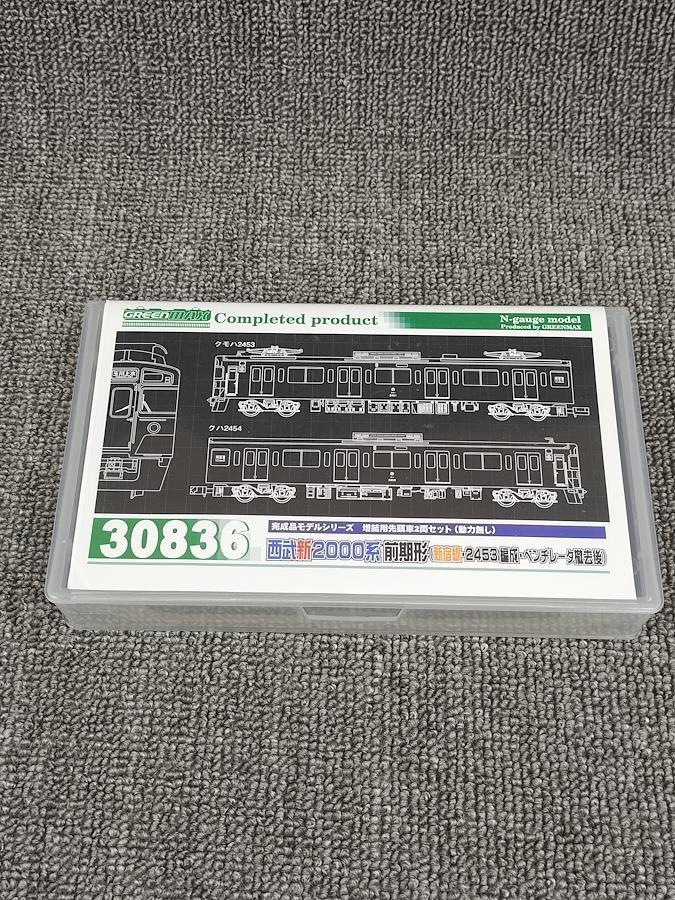 GREENMAX Completed product
N-gauge model
Produced by GREENMAX
クモハ2453
玉川上水
クハ2454
30836
完成品モデルシリーズ 増結用先頭車2両セット(動力無し)
西武新2000系 前期形(新宿線・2453編成・ベンチレータ撤去後)